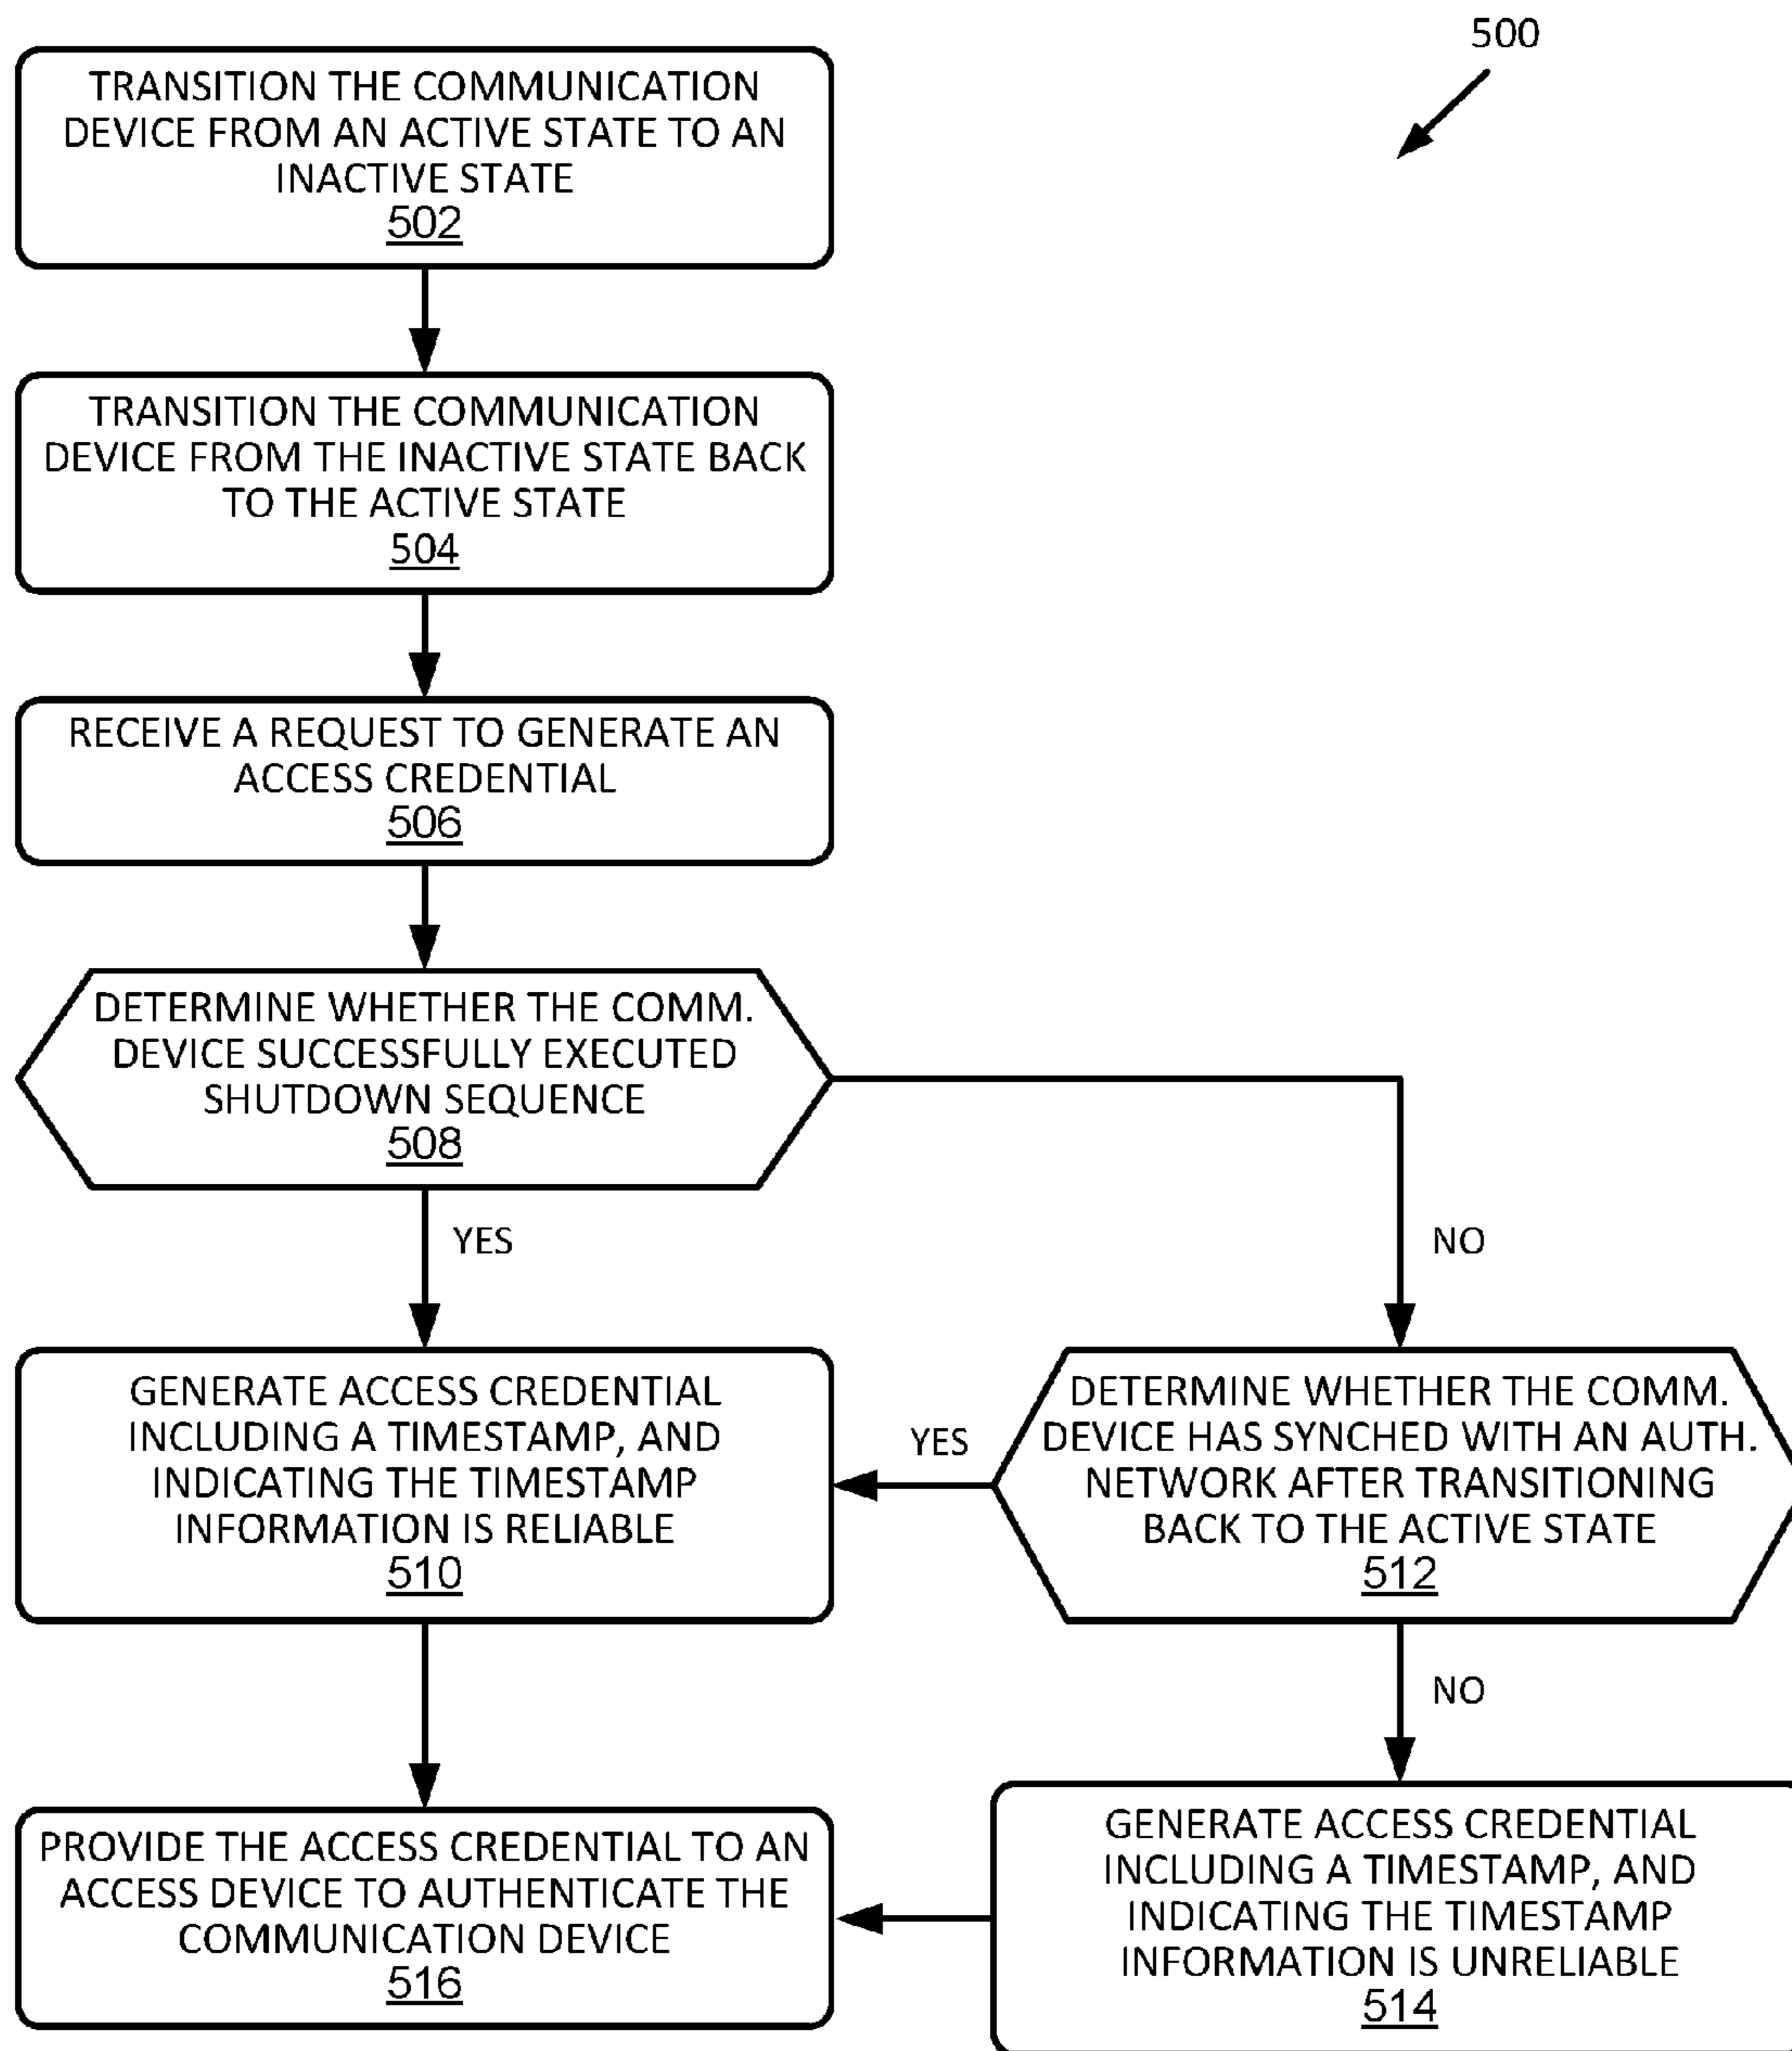 500
TRANSITION THE COMMUNICATION
DEVICE FROM AN ACTIVE STATE TO AN
INACTIVE STATE
502
TRANSITION THE COMMUNICATION
DEVICE FROM THE INACTIVE STATE BACK
TO THE ACTIVE STATE
504
RECEIVE A REQUEST TO GENERATE AN
ACCESS CREDENTIAL
506
DETERMINE WHETHER THE COMM.
DEVICE SUCCESSFULLY EXECUTED
SHUTDOWN SEQUENCE
508
YES
NO
GENERATE ACCESS CREDENTIAL
INCLUDING A TIMESTAMP, AND
INDICATING THE TIMESTAMP
INFORMATION IS RELIABLE
510
YES
DETERMINE WHETHER THE COMM.
DEVICE HAS SYNCHED WITH AN AUTH.
NETWORK AFTER TRANSITIONING
BACK TO THE ACTIVE STATE
512
NO
GENERATE ACCESS CREDENTIAL
INCLUDING A TIMESTAMP, AND
INDICATING THE TIMESTAMP
INFORMATION IS UNRELIABLE
514
PROVIDE THE ACCESS CREDENTIAL TO AN
ACCESS DEVICE TO AUTHENTICATE THE
COMMUNICATION DEVICE
516